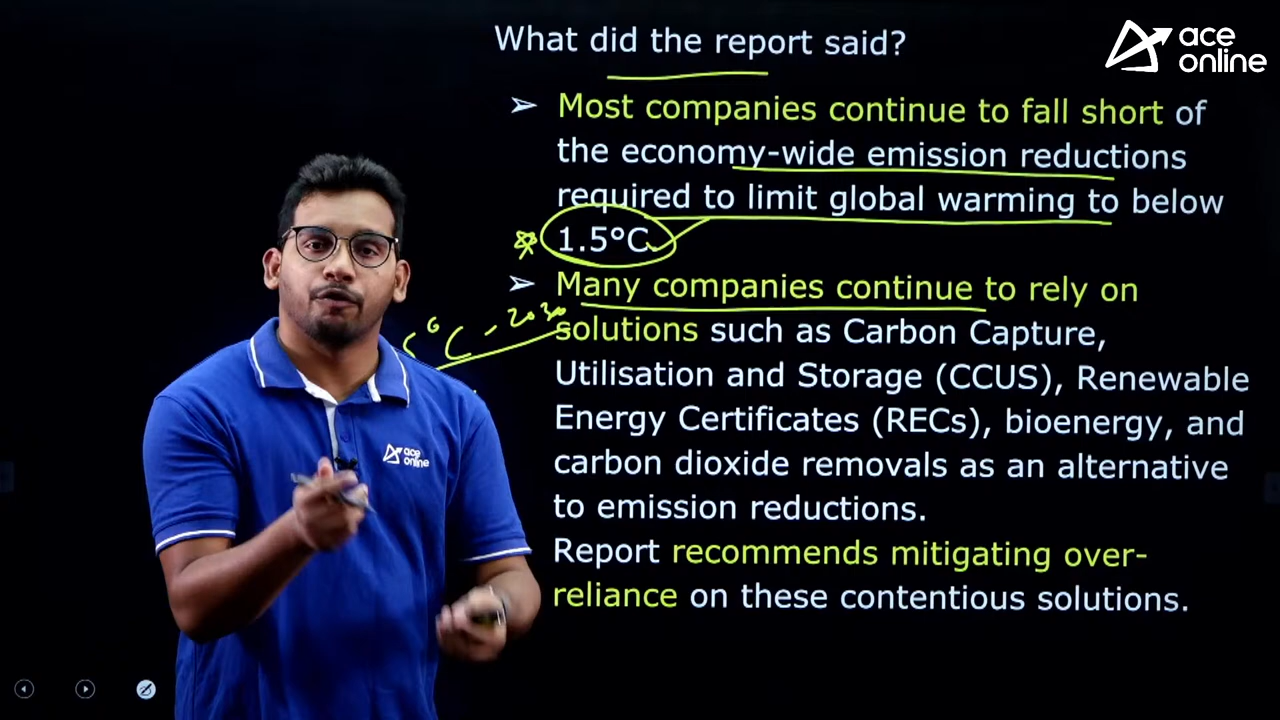 What did the report said?
ace
online
➢ Most companies continue to fall short of
the economy-wide emission reductions
required to limit global warming to below
1.5°C
➢ Many companies continue to rely on
solutions such as Carbon Capture,
Utilisation and Storage (CCUS), Renewable
Energy Certificates (RECs), bioenergy, and
carbon dioxide removals as an alternative
to emission reductions.
Report recommends mitigating over-
reliance on these contentious solutions.
5°C - 2030
ace
online